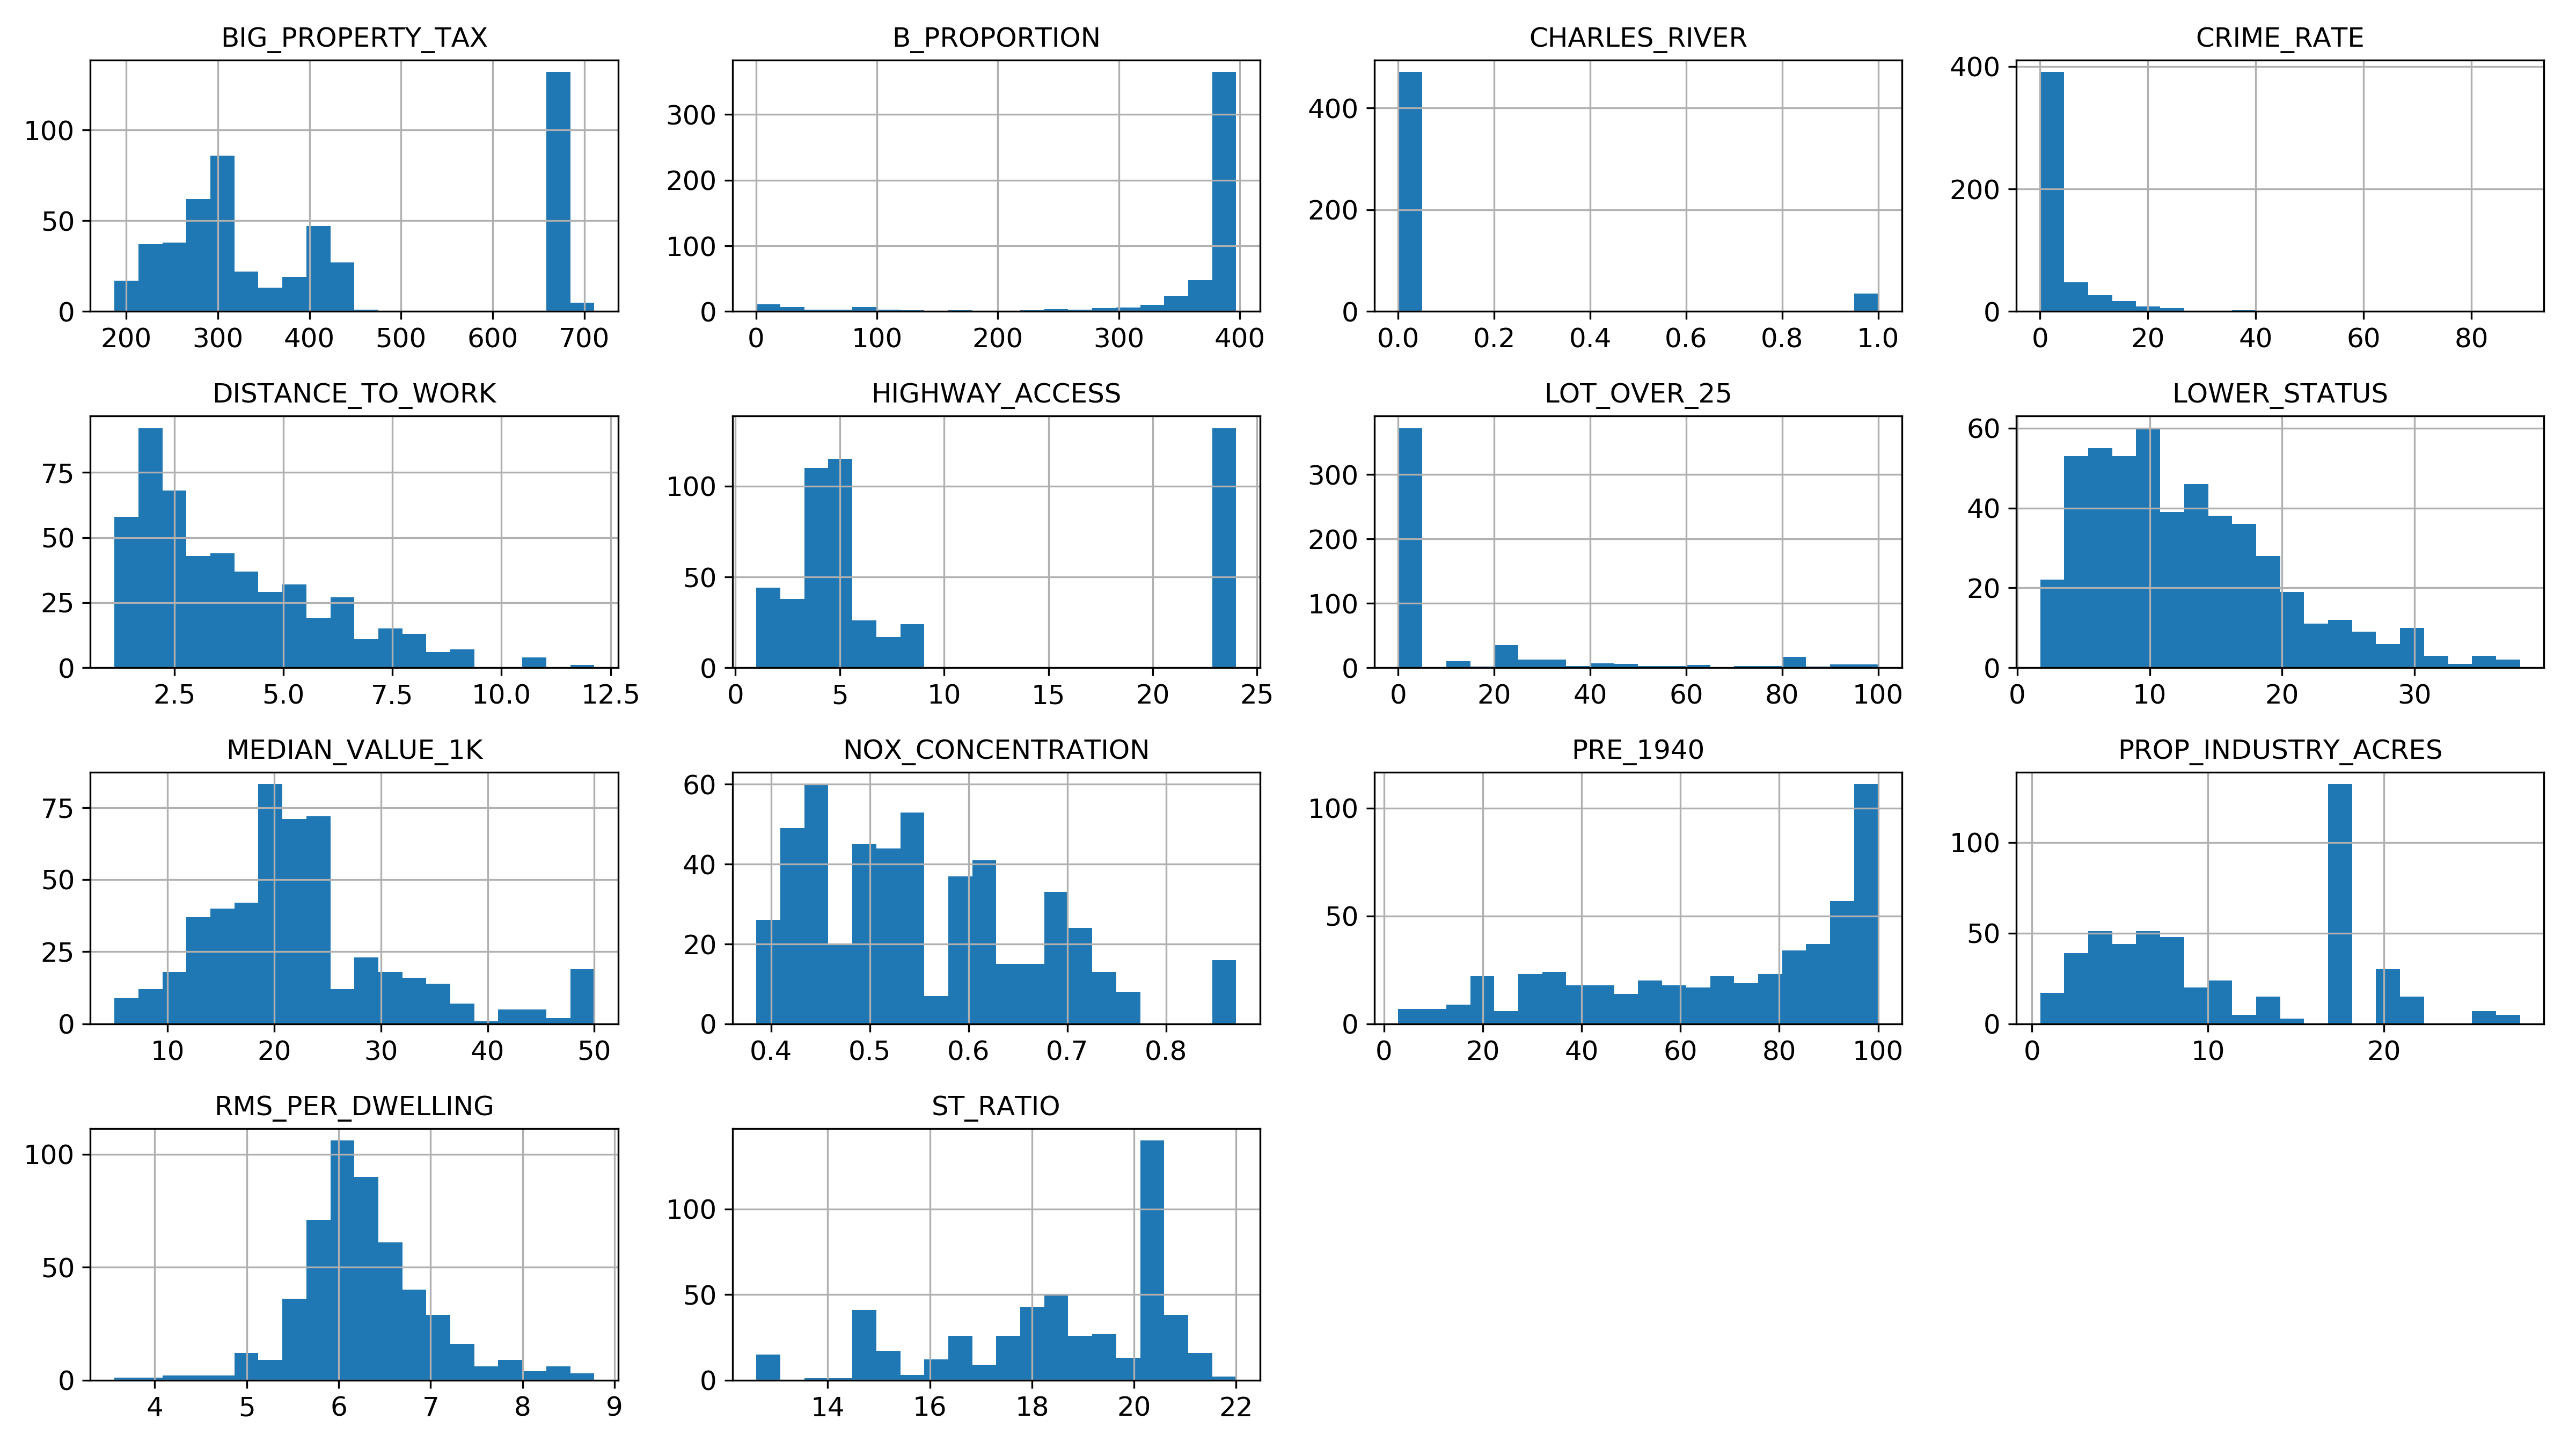 BIG_PROPERTY_TAX
100
50
0
200 300 400 500 600 700
B_PROPORTION
300
200
100
0
0 100 200 300 400
CHARLES_RIVER
400
200
0
0.0 0.2 0.4 0.6 0.8 1.0
CRIME_RATE
400
200
0
0 20 40 60 80
DISTANCE_TO_WORK
75
50
25
0
2.5 5.0 7.5 10.0 12.5
HIGHWAY_ACCESS
100
50
0
0 5 10 15 20 25
LOT_OVER_25
300
200
100
0
0 20 40 60 80 100
LOWER_STATUS
60
40
20
0
0 10 20 30
MEDIAN_VALUE_1K
75
50
25
0
10 20 30 40 50
NOX_CONCENTRATION
60
40
20
0
0.4 0.5 0.6 0.7 0.8
PRE_1940
100
50
0
0 20 40 60 80 100
PROP_INDUSTRY_ACRES
100
50
0
0 10 20
RMS_PER_DWELLING
100
50
0
4 5 6 7 8 9
ST_RATIO
100
50
0
14 16 18 20 22